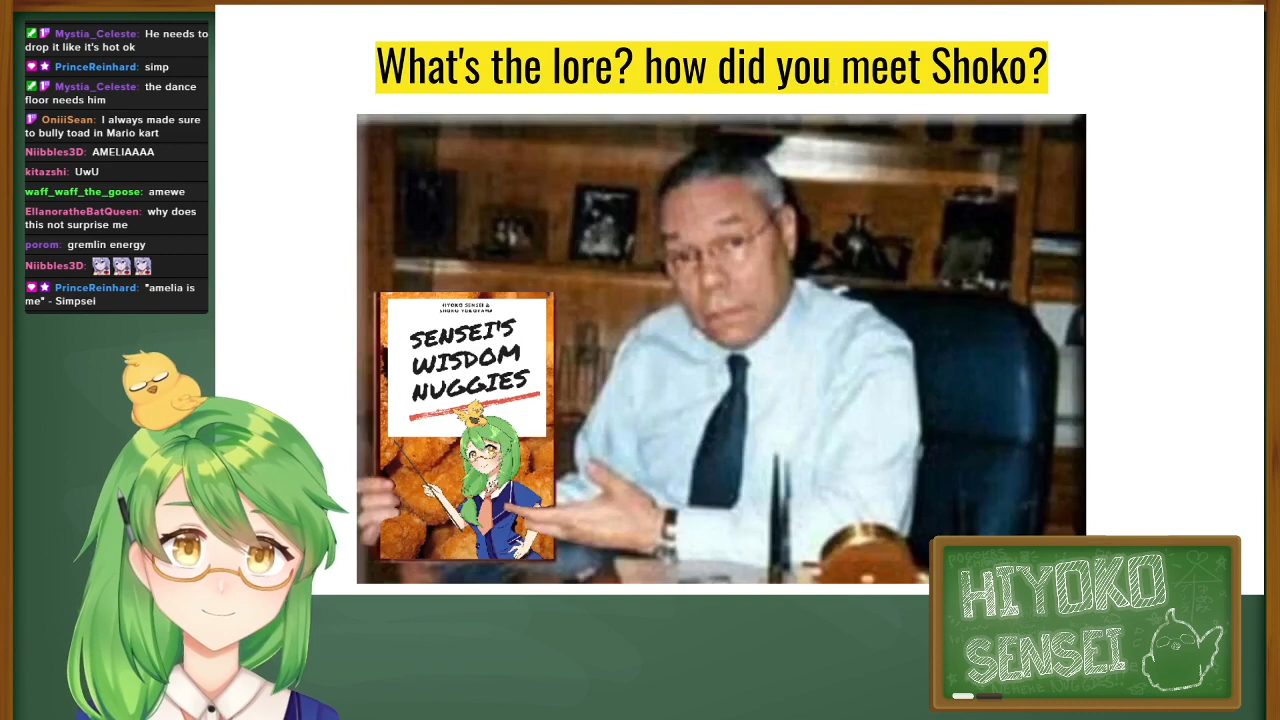 Mystia_Celeste: He needs to
drop it like it's hot ok
PrinceReinhard: simp
Mystia_Celeste: the dance
floor needs him
OniiiSean: I always made sure
to bully toad in Mario kart
Niibbles3D: AMELIAAAA
kitazshi: UwU
waff_waff_the_goose: amewe
EllanoratheBatQueen: why does
this not surprise me
porom: gremlin energy
Niibbles3D:
PrinceReinhard: "amelia is
me" - Simpsei
What's the lore? how did you meet Shoko?
HIYOKO SENSEI &
SENSEI'S
WISDOM
NUGGIES
HIYOKO
SENSEI